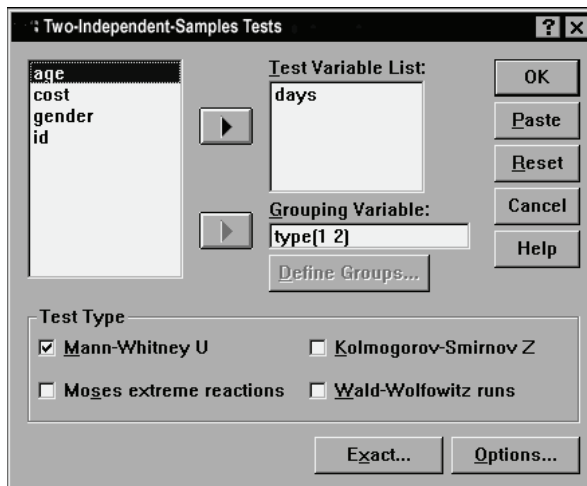 Two-Independent-Samples Tests
?
×
age
cost
gender
id
Test Variable List:
days
Grouping Variable:
type(1 2)
Define Groups...
OK
Paste
Reset
Cancel
Help
Test Type
Mann-Whitney U
Kolmogorov-Smirnov Z
Moses extreme reactions
Wald-Wolfowitz runs
Exact...
Options...